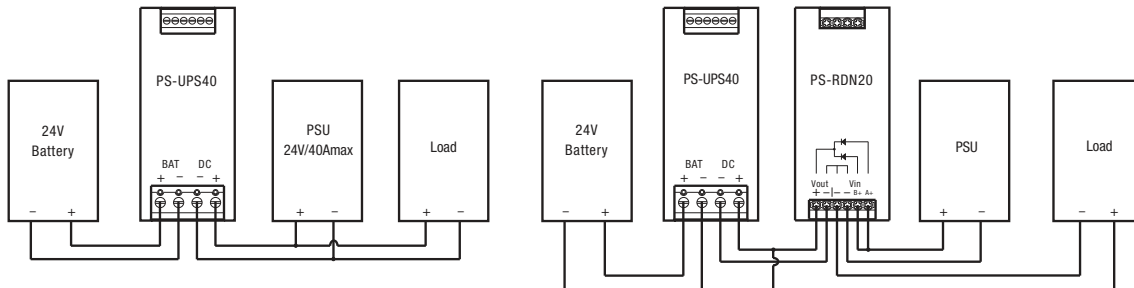 PS-UPS40
24V
Battery
BAT DC
+ − − +
− +
PSU
24V/40Amax
+ −
Load
+ −
PS-UPS40
PS-RDN20
24V
Battery
BAT DC
+ − − +
− +
Vout Vin
+ − | − − B+ A+
PSU
+ −
Load
− +